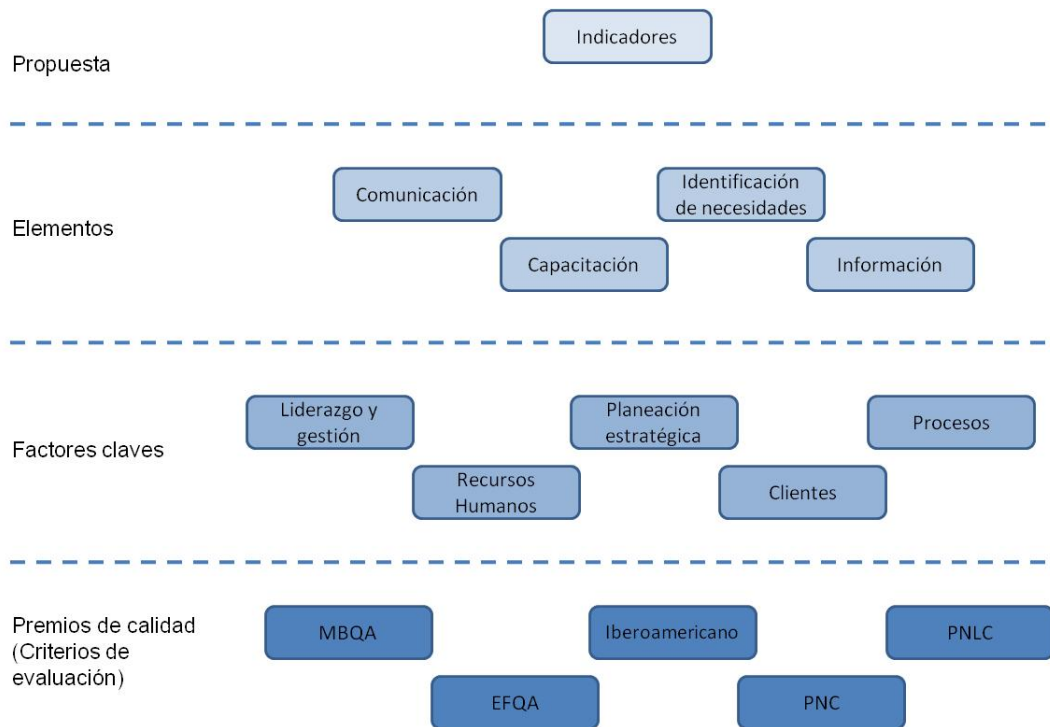 Propuesta
Indicadores
Elementos
Comunicación
Identificación
de necesidades
Capacitación
Información
Factores claves
Liderazgo y
gestión
Planeación
estratégica
Procesos
Recursos
Humanos
Clientes
Premios de calidad
(Criterios de
evaluación)
MBQA
Iberoamericano
PNLC
EFQA
PNC